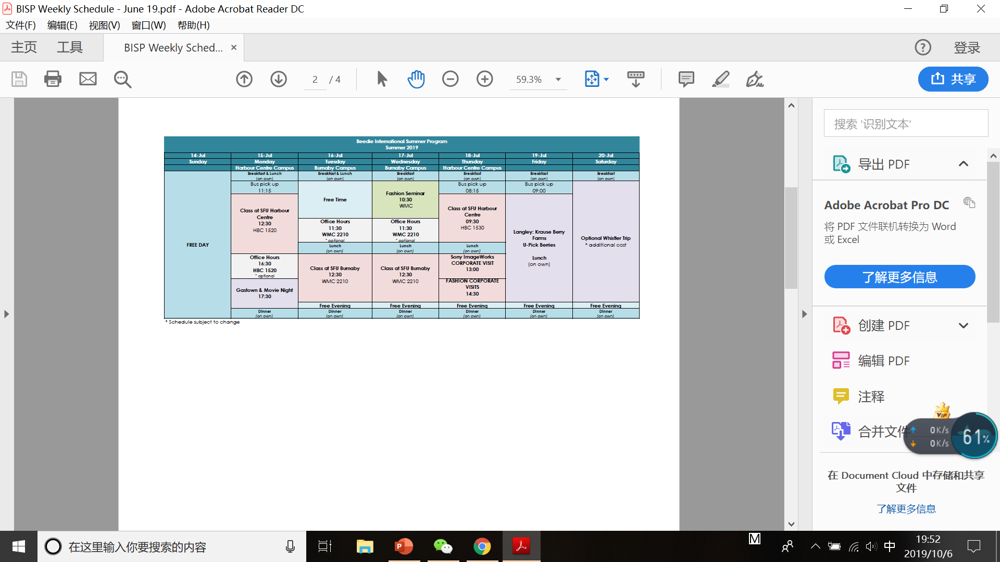 BISP Weekly Schedule - June 19.pdf - Adobe Acrobat Reader DC
文件(F) 编辑(E) 视图(V) 窗口(W) 帮助(H)
主页 工具 BISP Weekly Sched... × ? 登录
2 / 4 59.3% 共享
搜索 '识别文本'
导出 PDF
Adobe Acrobat Pro DC
将 PDF 文件联机转换为 Word
或 Excel
了解更多信息
创建 PDF
编辑 PDF
注释
合并文件
VIP
0K/s
0K/s
61%
在 Document Cloud 中存储和共享
文件
了解更多信息
Beedie International Summer Program
Summer 2019
14-Jul 15-Jul 16-Jul 17-Jul 18-Jul 19-Jul 20-Jul
Sunday Monday Tuesday Wednesday Thursday Friday Saturday
Harbour Centre Campus Burnaby Campus Burnaby Campus Harbour Centre Campus
FREE DAY
Breakfast & Lunch
(on own)
Bus pick up
11:15
Class at SFU Harbour
Centre
12:30
HBC 1520
Office Hours
16:30
HBC 1520
* optional
Gastown & Movie Night
17:30
Dinner
(on own)
Breakfast & Lunch
(on own)
Free Time
Office Hours
11:30
WMC 2210
* optional
Lunch
(on own)
Class at SFU Burnaby
12:30
WMC 2210
Free Evening
Dinner
(on own)
Breakfast
(on own)
Fashion Seminar
10:30
WMC
Office Hours
11:30
WMC 2210
* optional
Lunch
(on own)
Class at SFU Burnaby
12:30
WMC 2210
Free Evening
Dinner
(on own)
Breakfast
(on own)
Bus pick up
08:15
Class at SFU Harbour
Centre
09:30
HBC 1530
Lunch
(on own)
Sony ImageWorks
CORPORATE VISIT
13:00
FASHION CORPORATE
VISITS
14:30
Free Evening
Dinner
(on own)
Breakfast
(on own)
Bus pick up
09:00
Langley: Krause Berry
Farms
U-Pick Berries
Lunch
(on own)
Free Evening
Dinner
(on own)
Breakfast
(on own)
Optional Whistler Trip
* additional cost
Free Evening
Dinner
(on own)
* Schedule subject to change
在这里输入你要搜索的内容
P
M
中
19:52
2019/10/6